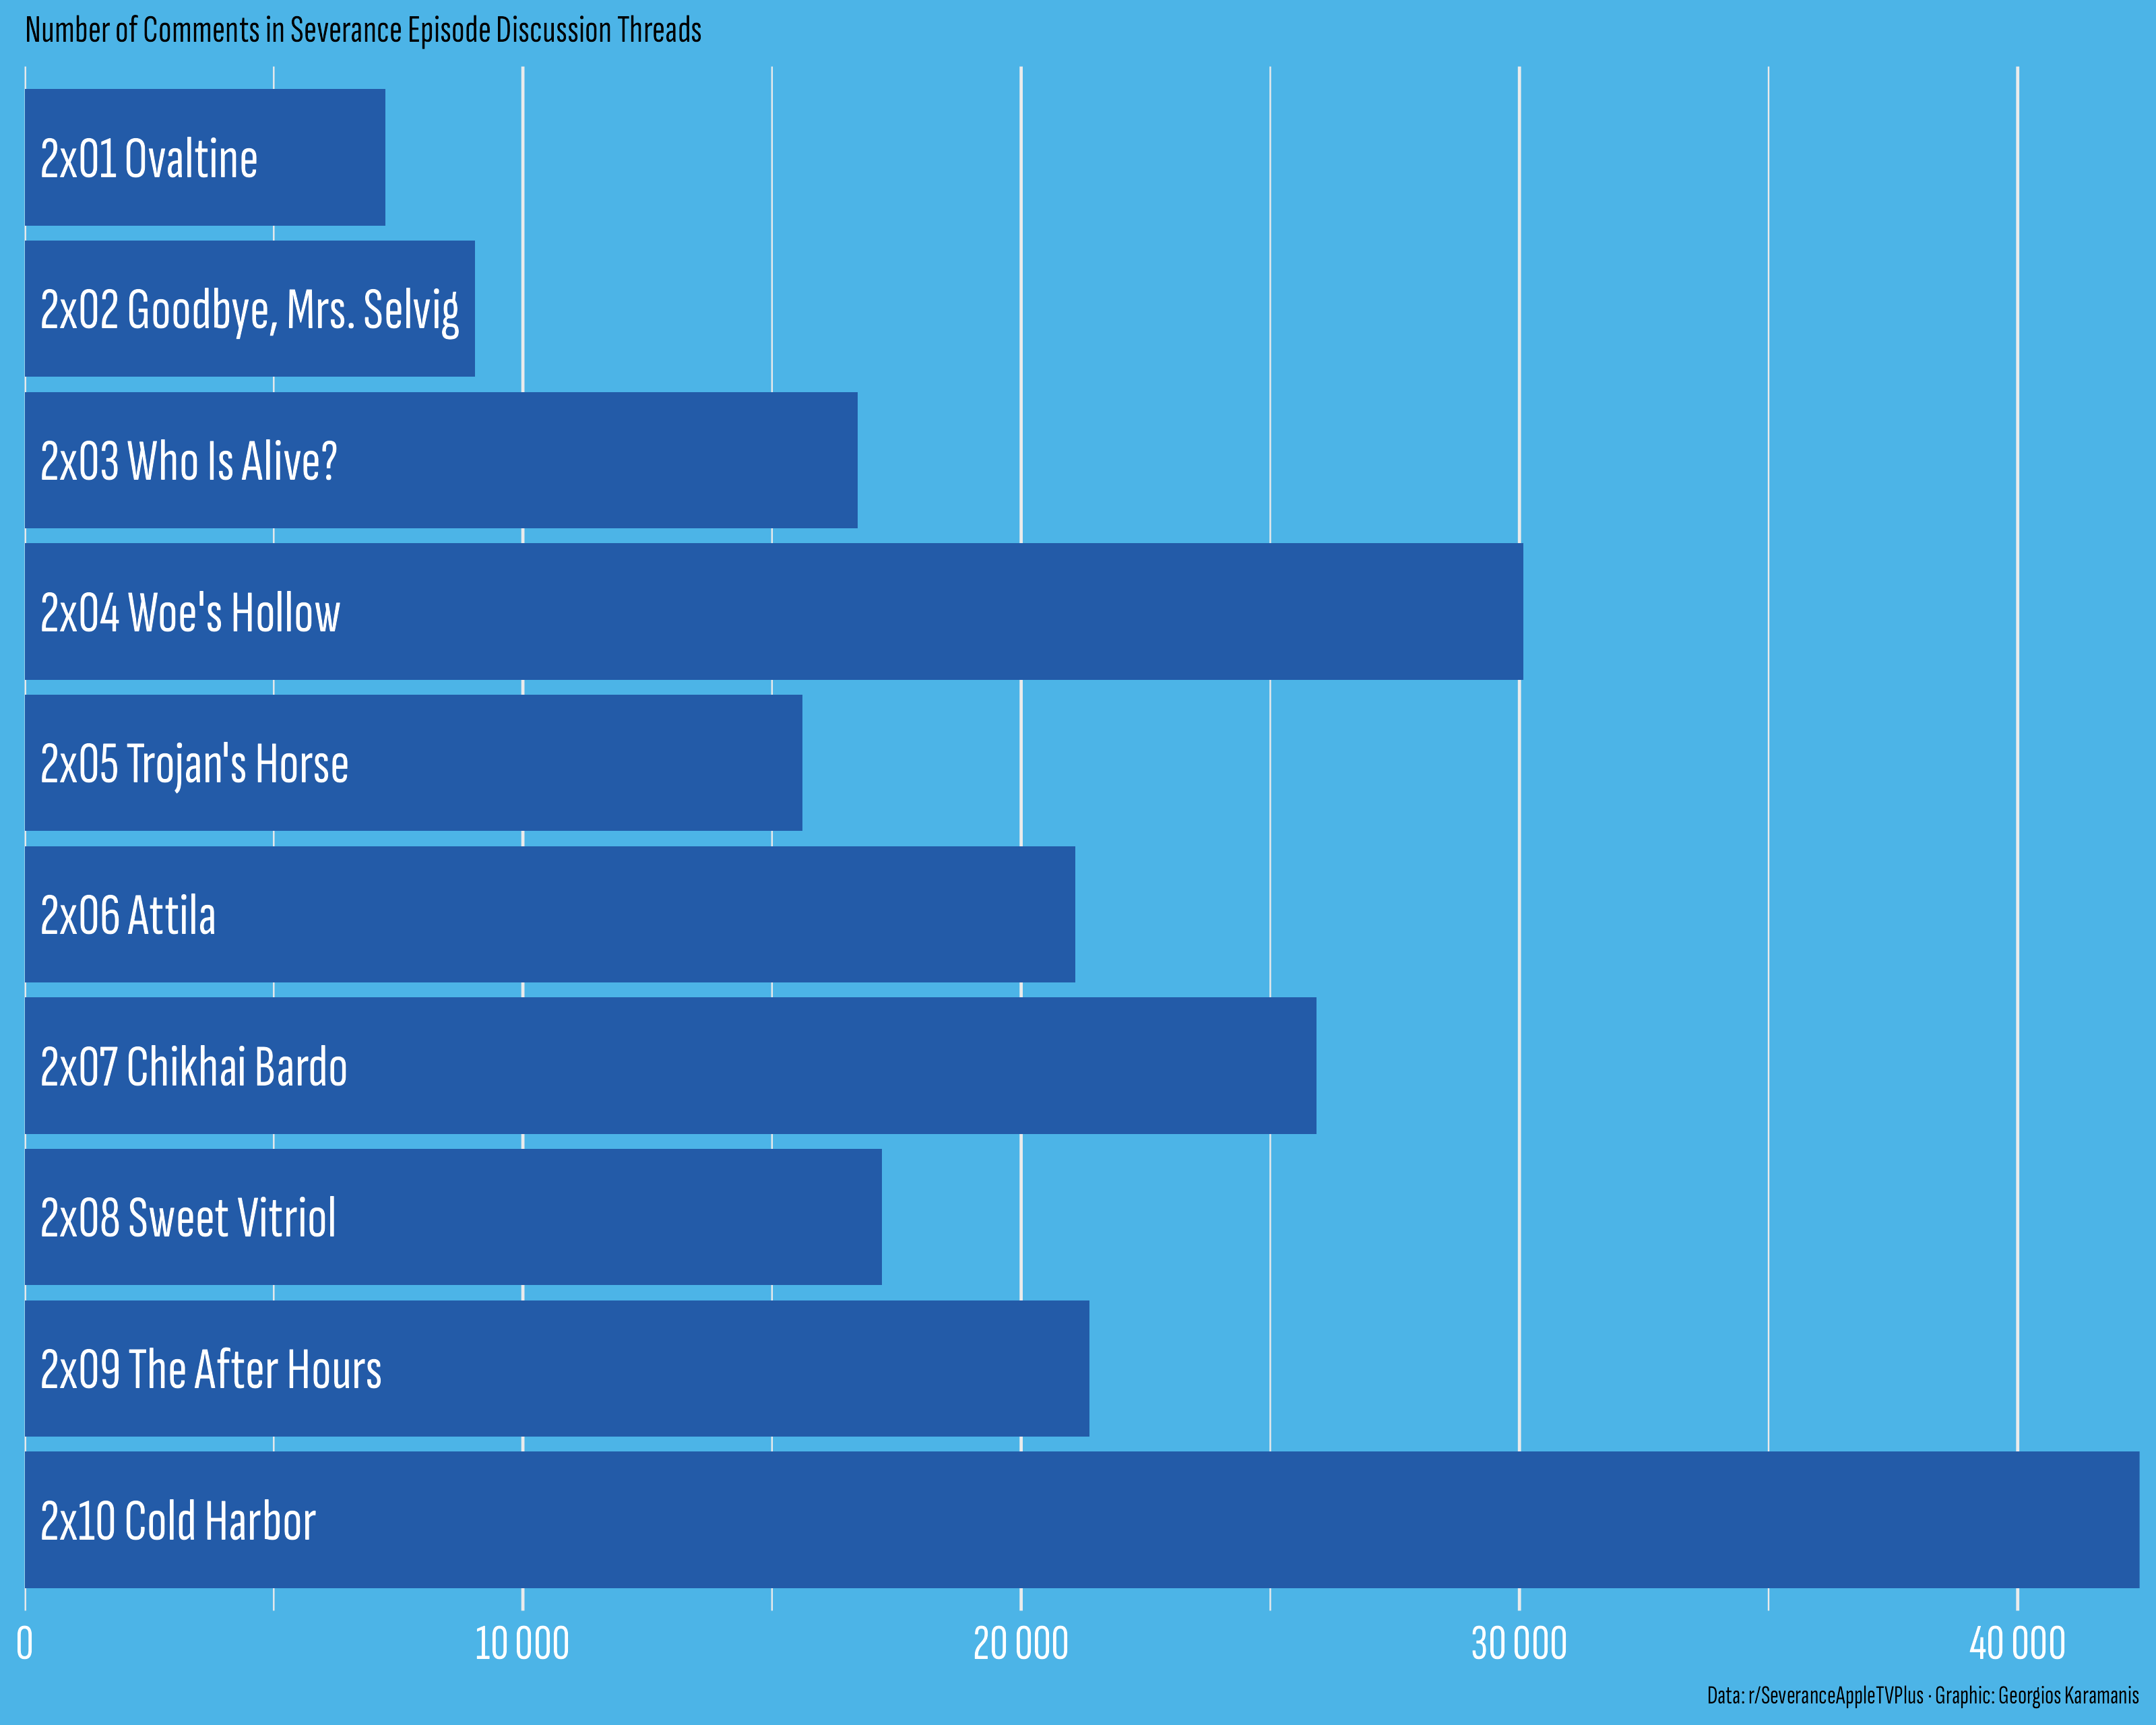 Number of Comments in Severance Episode Discussion Threads
2x01 Ovaltine
2x02 Goodbye, Mrs. Selvig
2x03 Who Is Alive?
2x04 Woe's Hollow
2x05 Trojan's Horse
2x06 Attila
2x07 Chikhai Bardo
2x08 Sweet Vitriol
2x09 The After Hours
2x10 Cold Harbor
0 10 000 20 000 30 000 40 000
Data: r/SeveranceAppleTVPlus · Graphic: Georgios Karamanis